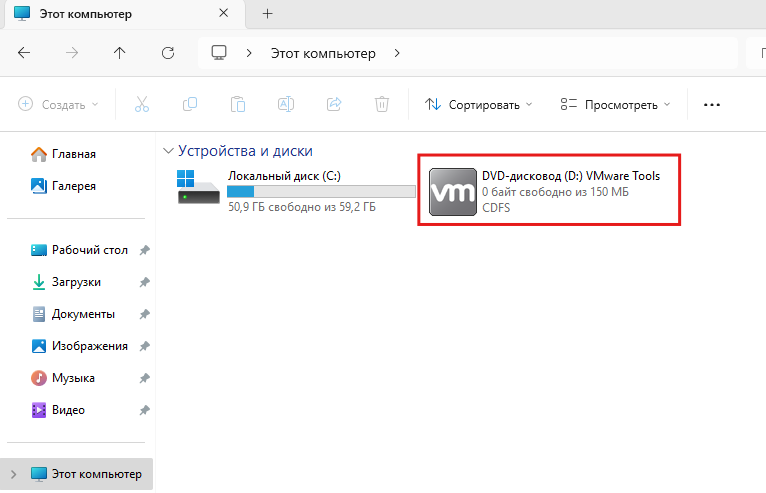 Этот компьютер
Этот компьютер
Создать
Сортировать
Просмотреть
Главная
Галерея
Рабочий стол
Загрузки
Документы
Изображения
Музыка
Видео
Этот компьютер
Устройства и диски
Локальный диск (C:)
50,9 ГБ свободно из 59,2 ГБ
vm
DVD-дисковод (D:) VMware Tools
0 байт свободно из 150 МБ
CDFS